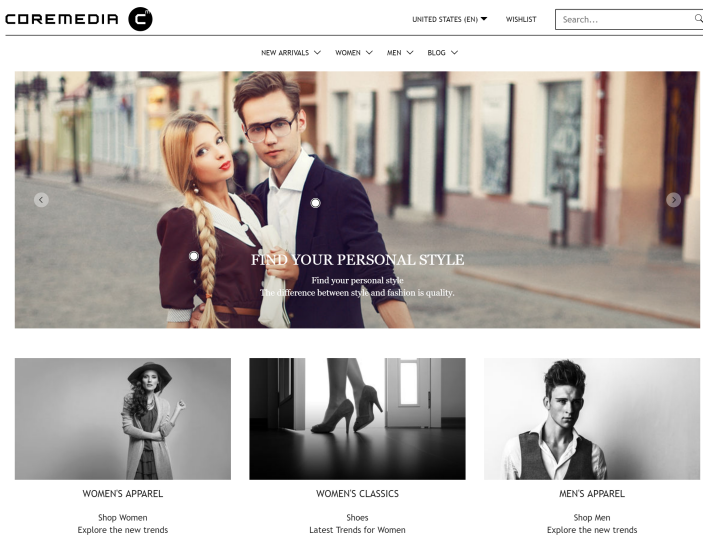 COREMEDIA C
UNITED STATES (EN)
WISHLIST
Search...
NEW ARRIVALS
WOMEN
MEN
BLOG
FIND YOUR PERSONAL STYLE
Find your personal style
The difference between style and fashion is quality.
WOMEN'S APPAREL
Shop Women
Explore the new trends
WOMEN'S CLASSICS
Shoes
Latest Trends for Women
MEN'S APPAREL
Shop Men
Explore the new trends